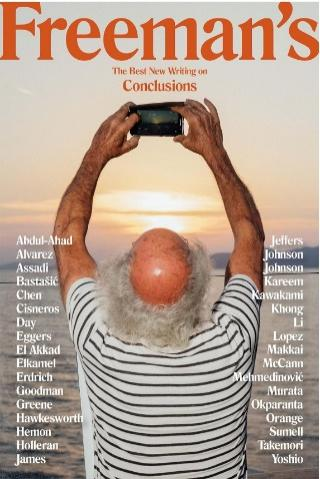 Freeman's
The Best New Writing on
Conclusions
Abdul-Ahad
Alvarez
Assadi
Bastašić
Chen
Cisneros
Day
Eggers
El Akkad
Elkamel
Erdrich
Goodman
Greene
Hawkesworth
Hemon
Holleran
James
Jeffers
Johnson
Johnson
Kareem
Kawakami
Khong
Li
Lopez
Makkai
McCann
Mehmedinović
Murata
Okparanta
Orange
Sumell
Takemori
Yoshio